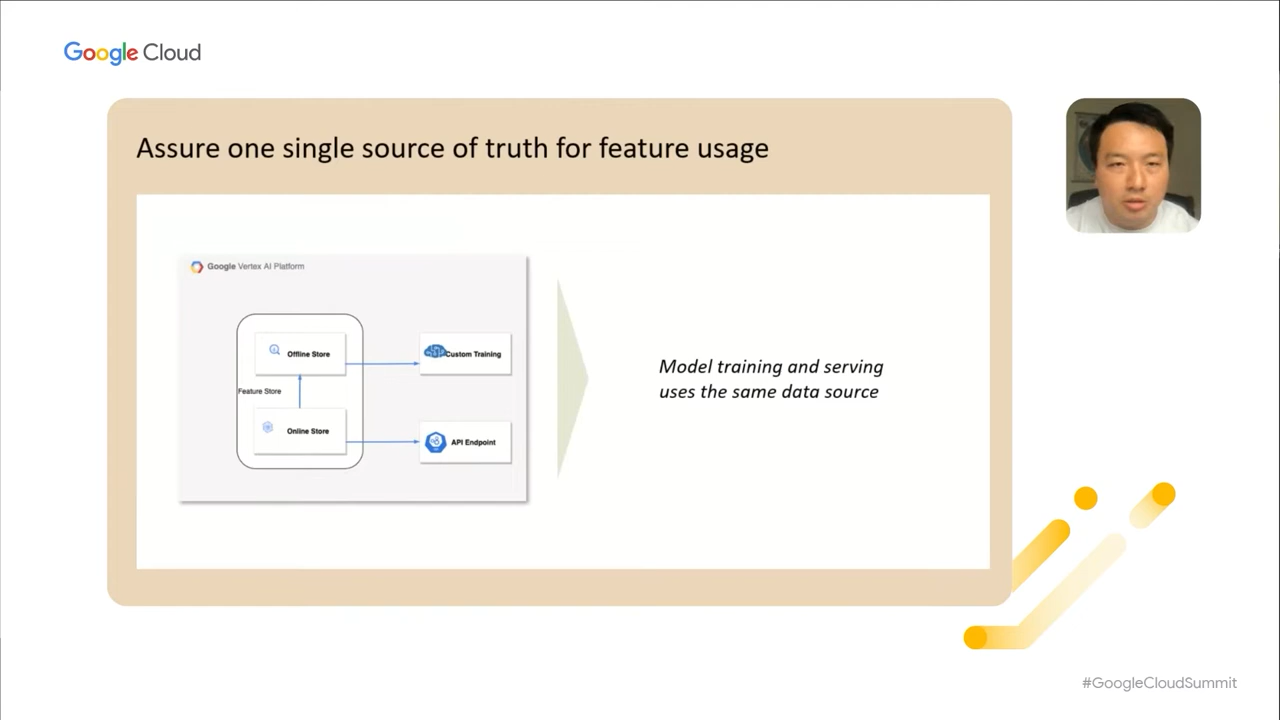 Google Cloud
Assure one single source of truth for feature usage
Google Vertex AI Platform
Offline Store
Custom Training
Feature Store
Online Store
API Endpoint
Model training and serving
uses the same data source
#GoogleCloudSummit